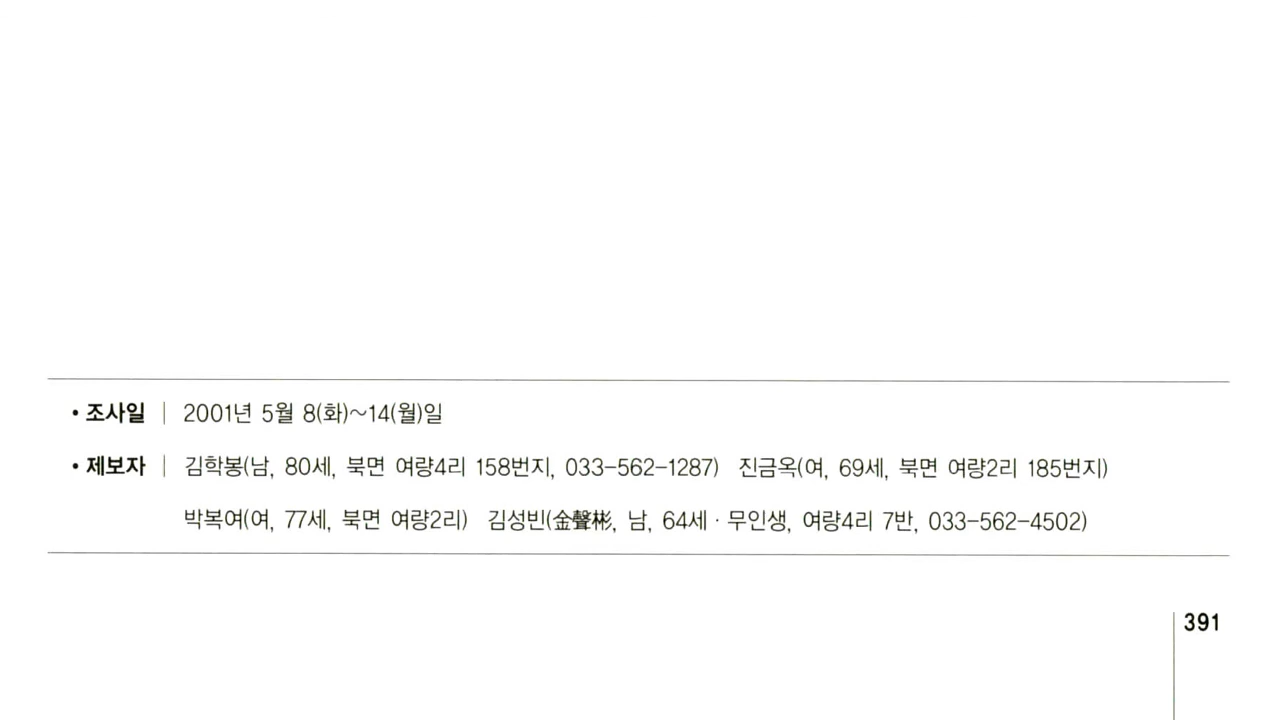 • 조사일 | 2001년 5월 8(화)~14(월)일
• 제보자 | 김학봉(남, 80세, 북면 여량4리 158번지, 033-562-1287) 진금옥(여, 69세, 북면 여량2리 185번지)
박복여(여, 77세, 북면 여량2리) 김성빈(金聲彬, 남, 64세·무인생, 여량4리 7반, 033-562-4502)
391